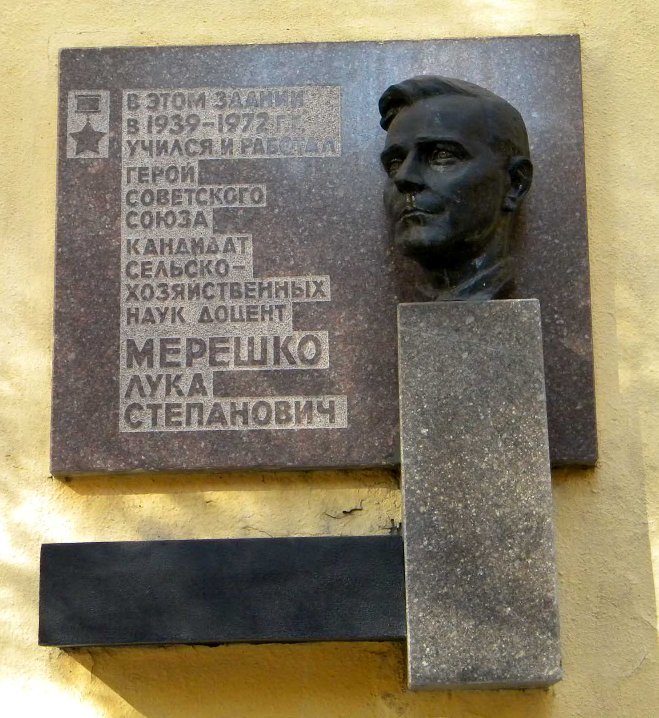 В ЭТОМ ЗДАНИИ
В 1939-1972 Г.Г.
УЧИЛСЯ И РАБОТАЛ
ГЕРОЙ
СОВЕТСКОГО
СОЮЗА
КАНДИДАТ
СЕЛЬСКО-
ХОЗЯЙСТВЕННЫХ
НАУК ДОЦЕНТ
МЕРЕШКО
ЛУКА
СТЕПАНОВИЧ